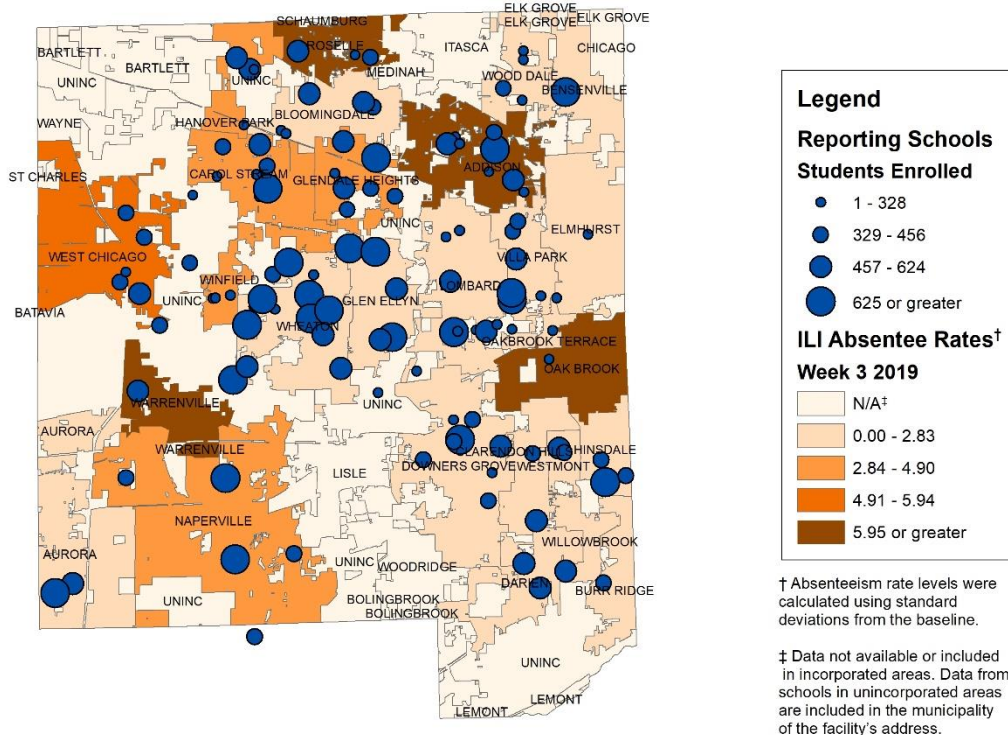 ELK GROVE
ELK GROVE
ELK GROVE
SCHAUMBURG
ROSELLE
ITASCA
CHICAGO
BARTLETT
BARTLETT
MEDINAH
UNINC
UNINC
WOOD DALE
BENSENVILLE
WAYNE
BLOOMINGDALE
HANOVER PARK
ST CHARLES
CAROL STREAM
GLENDALE HEIGHTS
ADDISON
UNINC
ELMHURST
WEST CHICAGO
VILLA PARK
WINFIELD
LOMBARD
BATAVIA
UNINC
GLEN ELLYN
WHEATON
OAKBROOK TERRACE
OAK BROOK
WARRENVILLE
UNINC
AURORA
WARRENVILLE
CLARENDON HILLS
HINSDALE
DOWNERS GROVE
WESTMONT
LISLE
NAPERVILLE
WILLOWBROOK
AURORA
UNINC
WOODRIDGE
DARIEN
BURR RIDGE
UNINC
BOLINGBROOK
BOLINGBROOK
UNINC
LEMONT
LEMONT
Legend
Reporting Schools
Students Enrolled
1 - 328
329 - 456
457 - 624
625 or greater
ILI Absentee Rates†
Week 3 2019
N/A‡
0.00 - 2.83
2.84 - 4.90
4.91 - 5.94
5.95 or greater
† Absenteeism rate levels were
calculated using standard
deviations from the baseline.
‡ Data not available or included
in incorporated areas. Data from
schools in unincorporated areas
are included in the municipality
of the facility's address.